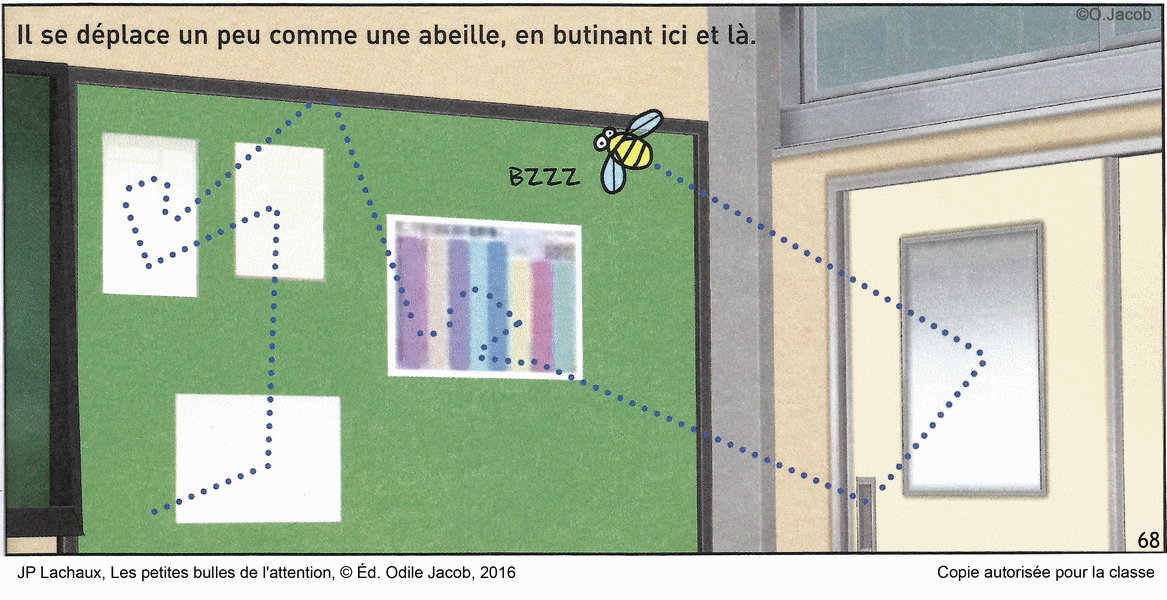 ©O.Jacob
Il se déplace un peu comme une abeille, en butinant ici et là.
BZZZ
68
JP Lachaux, Les petites bulles de l'attention, © Éd. Odile Jacob, 2016
Copie autorisée pour la classe